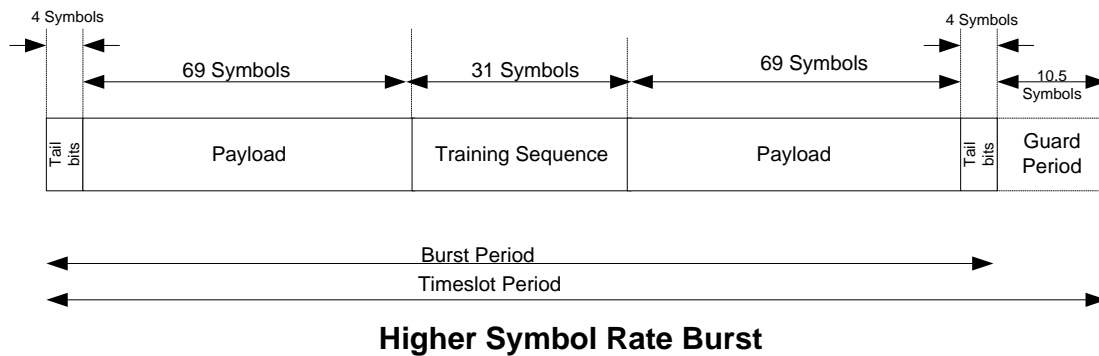 4 Symbols
4 Symbols
69 Symbols
31 Symbols
69 Symbols
10.5
Symbols
Tail
bits
Payload
Training Sequence
Payload
Tail
bits
Guard
Period
Burst Period
Timeslot Period
Higher Symbol Rate Burst